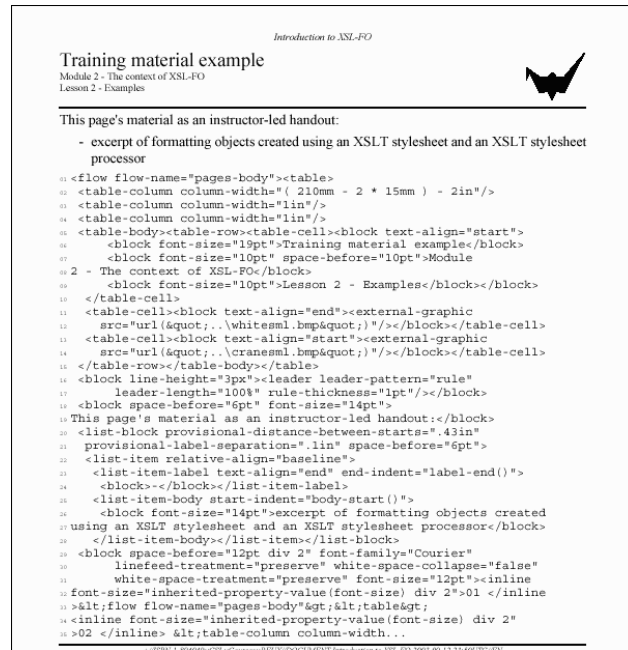 Introduction to XSL-FO
Training material example
Module 2 - The context of XSL-FO
Lesson 2 - Examples
This page's material as an instructor-led handout:
- excerpt of formatting objects created using an XSLT stylesheet and an XSLT stylesheet
processor
01 <flow flow-name="pages-body"><table>
02 <table-column column-width="( 210mm - 2 * 15mm ) - 2in"/>
03 <table-column column-width="1in"/>
04 <table-column column-width="1in"/>
05 <table-body><table-row><table-cell><block text-align="start">
06 <block font-size="19pt">Training material example</block>
07 <block font-size="10pt" space-before="10pt">Module
08 2 - The context of XSL-FO</block>
09 <block font-size="10pt">Lesson 2 - Examples</block></block>
10 </table-cell>
11 <table-cell><block text-align="end"><external-graphic
12 src="url(&quot;..\whitesml.bmp&quot;)"/></block></table-cell>
13 <table-cell><block text-align="start"><external-graphic
14 src="url(&quot;..\cranesml.bmp&quot;)"/></block></table-cell>
15 </table-row></table-body></table>
16 <block line-height="3px"><leader leader-pattern="rule"
17 leader-length="100%" rule-thickness="1pt"/></block>
18 <block space-before="6pt" font-size="14pt">
19 This page's material as an instructor-led handout:</block>
20 <list-block provisional-distance-between-starts=".43in"
21 provisional-label-separation=".1in" space-before="6pt">
22 <list-item relative-align="baseline">
23 <list-item-label text-align="end" end-indent="label-end()">
24 <block>-</block></list-item-label>
25 <list-item-body start-indent="body-start()">
26 <block font-size="14pt">excerpt of formatting objects created
27 using an XSLT stylesheet and an XSLT stylesheet processor</block>
28 </list-item-body></list-item></list-block>
29 <block space-before="12pt div 2" font-family="Courier"
30 linefeed-treatment="preserve" white-space-collapse="false"
31 white-space-treatment="preserve" font-size="12pt"><inline
32 font-size="inherited-property-value(font-size) div 2">01 </inline
33 >&lt;flow flow-name="pages-body"&gt;&lt;table&gt;
34 <inline font-size="inherited-property-value(font-size) div 2"
35 >02 </inline> &lt;table-column column-width...